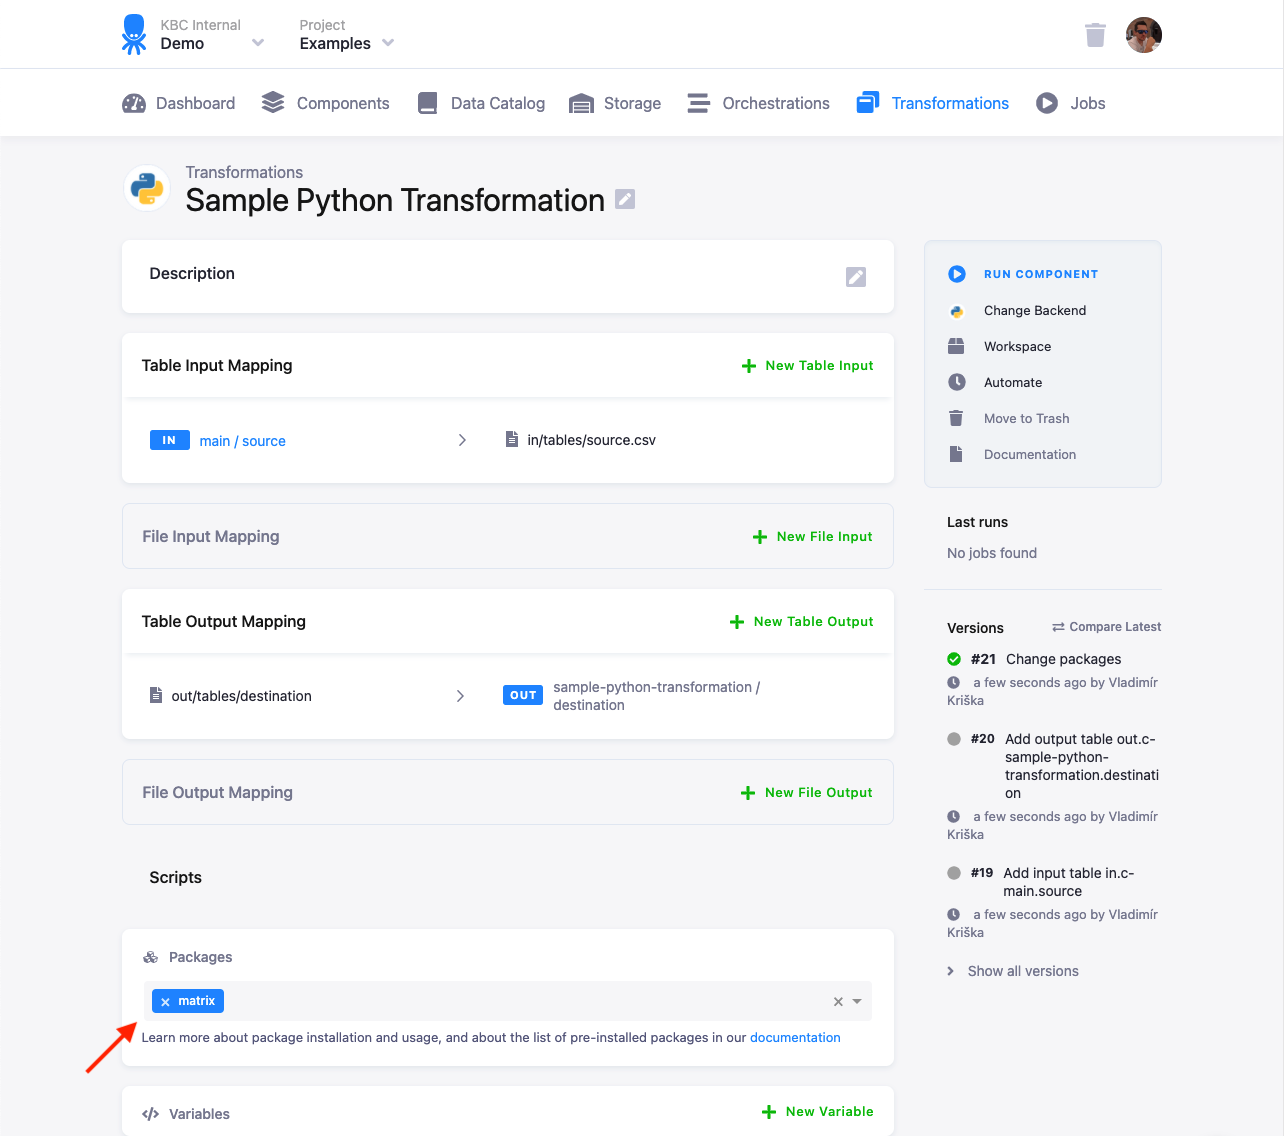 KBC Internal
Demo
Project
Examples
Dashboard
Components
Data Catalog
Storage
Orchestrations
Transformations
Jobs
Transformations
Sample Python Transformation
Description
Table Input Mapping
New Table Input
IN main / source
in/tables/source.csv
File Input Mapping
New File Input
Table Output Mapping
New Table Output
out/tables/destination
OUT
sample-python-transformation /
destination
File Output Mapping
New File Output
Scripts
Packages
matrix
Learn more about package installation and usage, and about the list of pre-installed packages in our documentation
Variables
New Variable
RUN COMPONENT
Change Backend
Workspace
Automate
Move to Trash
Documentation
Last runs
No jobs found
Versions
Compare Latest
#21 Change packages
a few seconds ago by Vladimír
Kriška
#20 Add output table out.c-
sample-python-
transformation.destinati
on
a few seconds ago by Vladimír
Kriška
#19 Add input table in.c-
main.source
a few seconds ago by Vladimír
Kriška
Show all versions